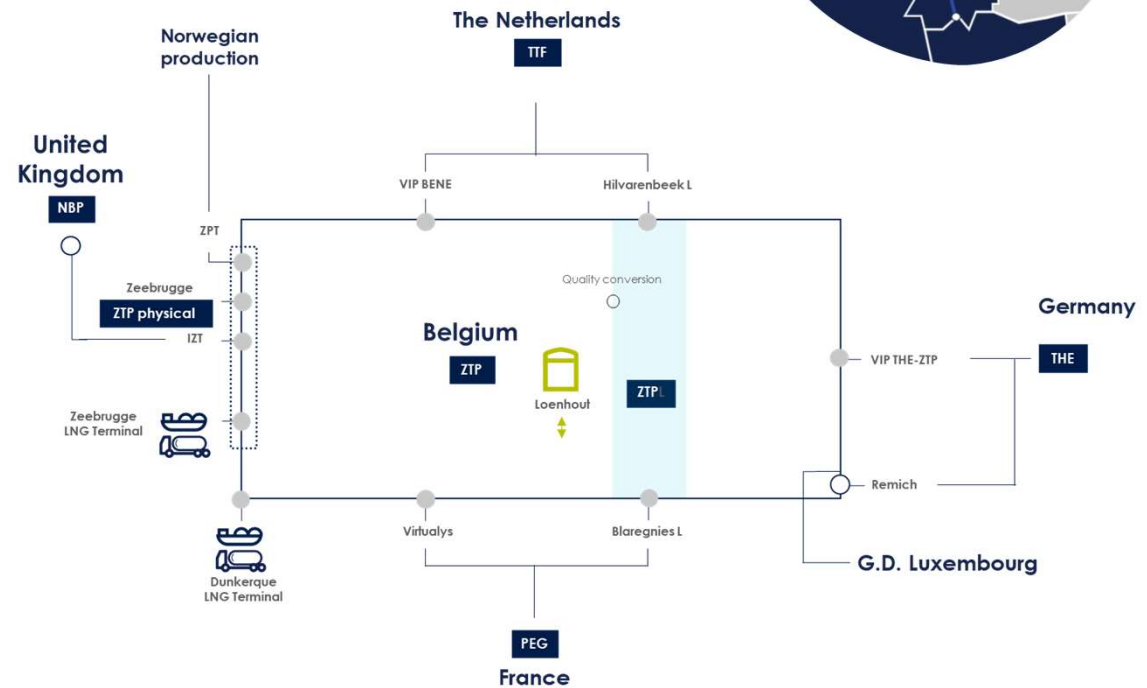 The Netherlands
TTF
Norwegian
production
United
Kingdom
NBP
VIP BENE
Hilvarenbeek L
ZPT
Zeebrugge
ZTP physical
IZT
Quality conversion
Belgium
ZTP
Loenhout
ZTPL
Germany
VIP THE-ZTP
THE
Zeebrugge
LNG Terminal
Remich
Virtualys
Blaregnies L
G.D. Luxembourg
Dunkerque
LNG Terminal
PEG
France